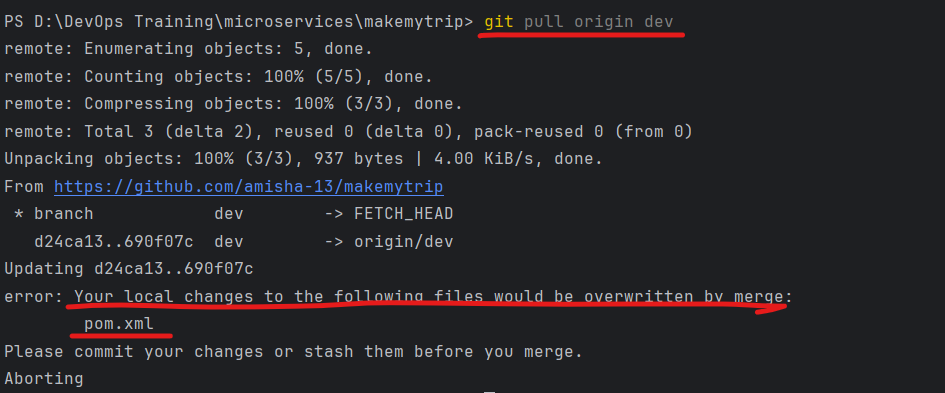 PS D:\DevOps Training\microservices\makemytrip> git pull origin dev
remote: Enumerating objects: 5, done.
remote: Counting objects: 100% (5/5), done.
remote: Compressing objects: 100% (3/3), done.
remote: Total 3 (delta 2), reused 0 (delta 0), pack-reused 0 (from 0)
Unpacking objects: 100% (3/3), 937 bytes | 4.00 KiB/s, done.
From https://github.com/amisha-13/makemytrip
 * branch            dev        -> FETCH_HEAD
   d24ca13..690f07c  dev        -> origin/dev
Updating d24ca13..690f07c
error: Your local changes to the following files would be overwritten by merge:
        pom.xml
Please commit your changes or stash them before you merge.
Aborting